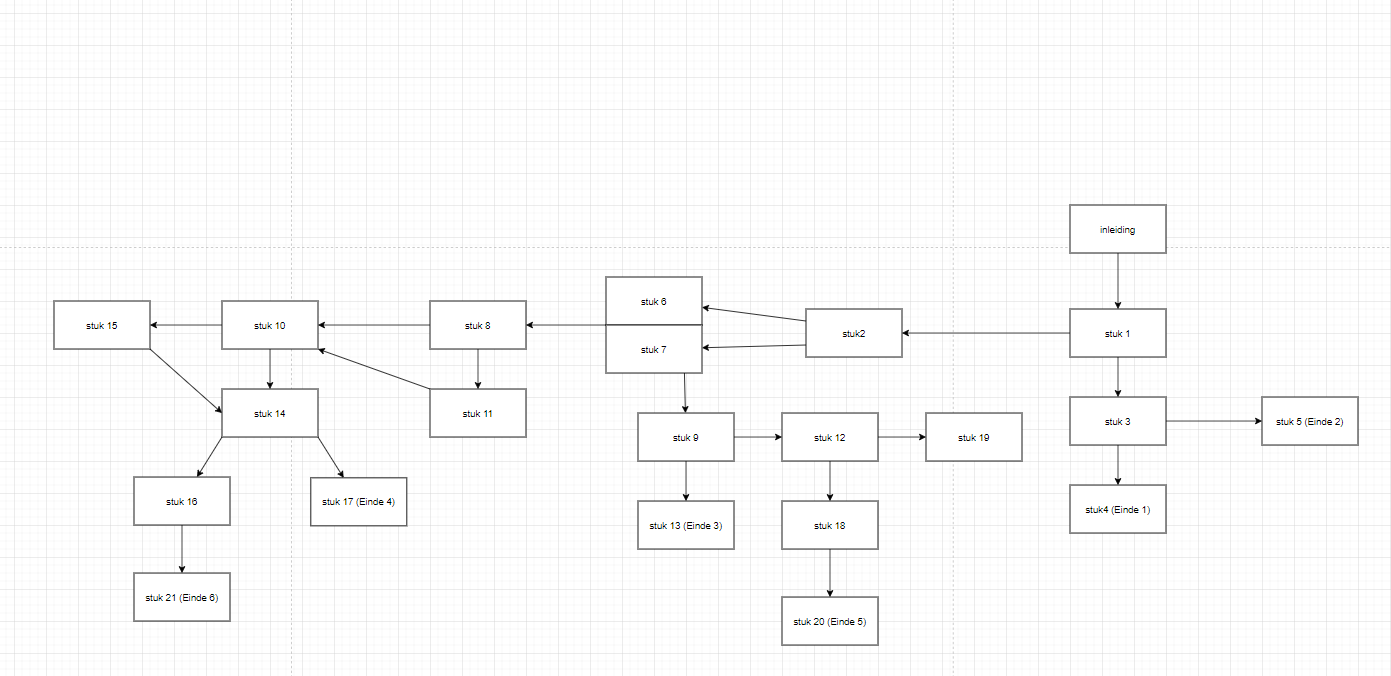 inleiding
stuk 6
stuk 15
stuk 10
stuk 8
stuk2
stuk 1
stuk 7
stuk 14
stuk 11
stuk 3
stuk 5 (Einde 2)
stuk 9
stuk 12
stuk 19
stuk 16
stuk 17 (Einde 4)
stuk4 (Einde 1)
stuk 13 (Einde 3)
stuk 18
stuk 21 (Einde 6)
stuk 20 (Einde 5)